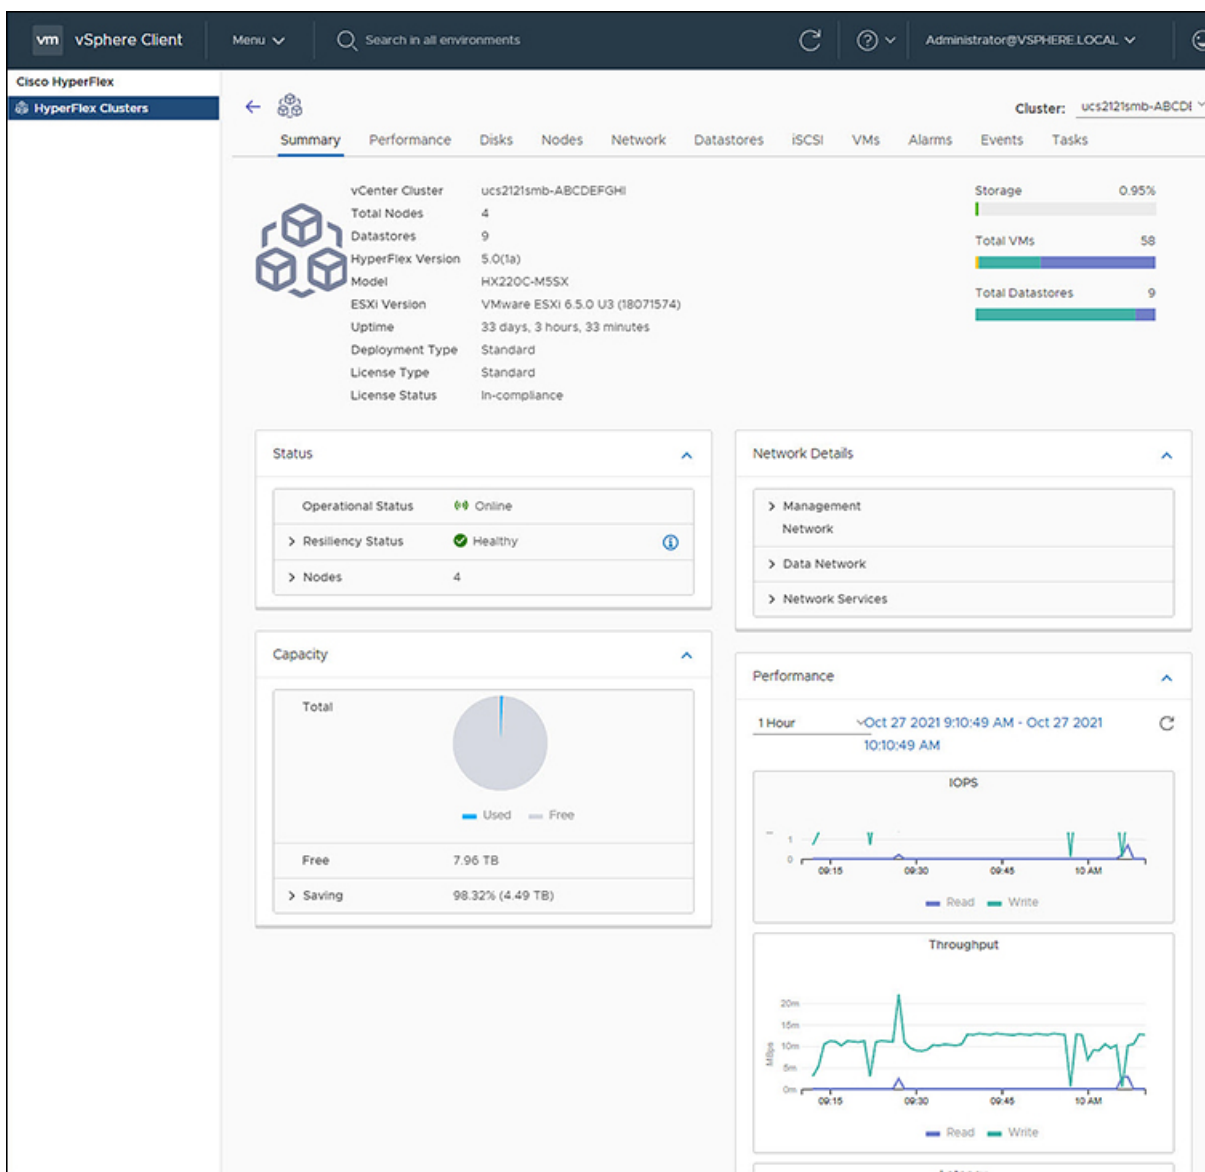 vm vSphere Client Menu Search in all environments Administrator@VSPHERE.LOCAL
Cisco HyperFlex
HyperFlex Clusters
Cluster: ucs2121smb-ABCDE
Summary Performance Disks Nodes Network Datastores iSCSI VMs Alarms Events Tasks
vCenter Cluster ucs2121smb-ABCDEFGHI
Total Nodes 4
Datastores 9
HyperFlex Version 5.0(1a)
Model HX220C-M5SX
ESXi Version VMware ESXi 6.5.0 U3 (18071574)
Uptime 33 days, 3 hours, 33 minutes
Deployment Type Standard
License Type Standard
License Status In-compliance
Storage 0.95%
Total VMs 58
Total Datastores 9
Status
Operational Status Online
Resiliency Status Healthy
Nodes 4
Capacity
Total
Used Free
Free 7.96 TB
Saving 98.32% (4.49 TB)
Network Details
Management
Network
Data Network
Network Services
Performance
1 Hour Oct 27 2021 9:10:49 AM - Oct 27 2021
10:10:49 AM
IOPS
1
0
09:15 09:30 09:45 10 AM
Read Write
Throughput
20m
15m
10m
5m
0m
MBps
09:15 09:30 09:45 10 AM
Read Write